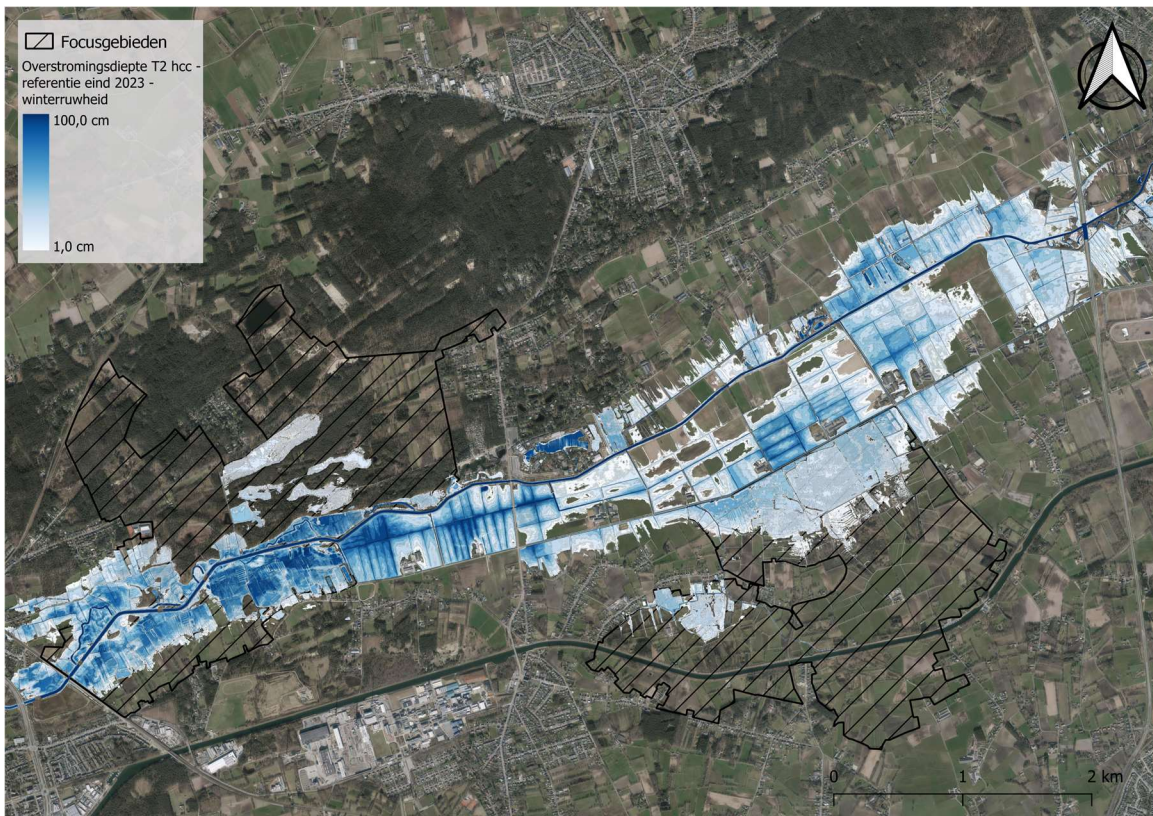 Focusgebieden
Overstromingsdiepte T2 hcc -
referentie eind 2023 -
winterruwheid
100,0 cm
1,0 cm
0 1 2 km